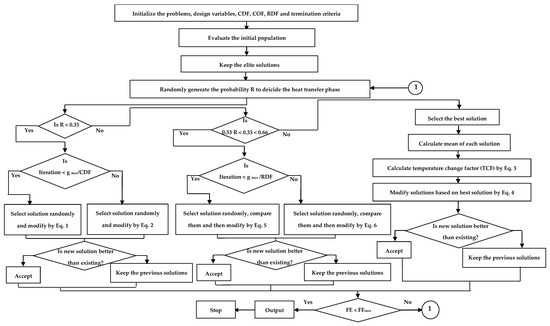 Initialize the problems, design variables, CDF, COF, RDF and termination criteria
Evaluate the initial population
Keep the elite solutions
Randomly generate the probability R to deicide the heat transfer phase
1
Is R < 0.33
0.33 R < 0.33 < 0.66
Select the best solution
Yes
No
Yes
No
Calculate mean of each solution
Is
Iteration < g max/CDF
Is
Iteration < g max /RDF
Calculate temperature change factor (TCF) by Eq. 3
Modify solutions based on best solution by Eq. 4
Select solution randomly
and modify by Eq. 1
Select solution randomly
and modify by Eq. 2
Select solution randomly, compare
them and then modify by Eq. 5
Select solution randomly, compare
them and then modify by Eq. 6
Is new solution better
than existing?
Yes
No
Is new solution better
than existing?
Yes
No
Is new solution better
than existing?
Yes
No
Accept
Keep the previous solutions
Accept
Keep the previous solutions
Accept
Keep the previous solutions
Stop
Output
Yes
FE < FEmax
No
1